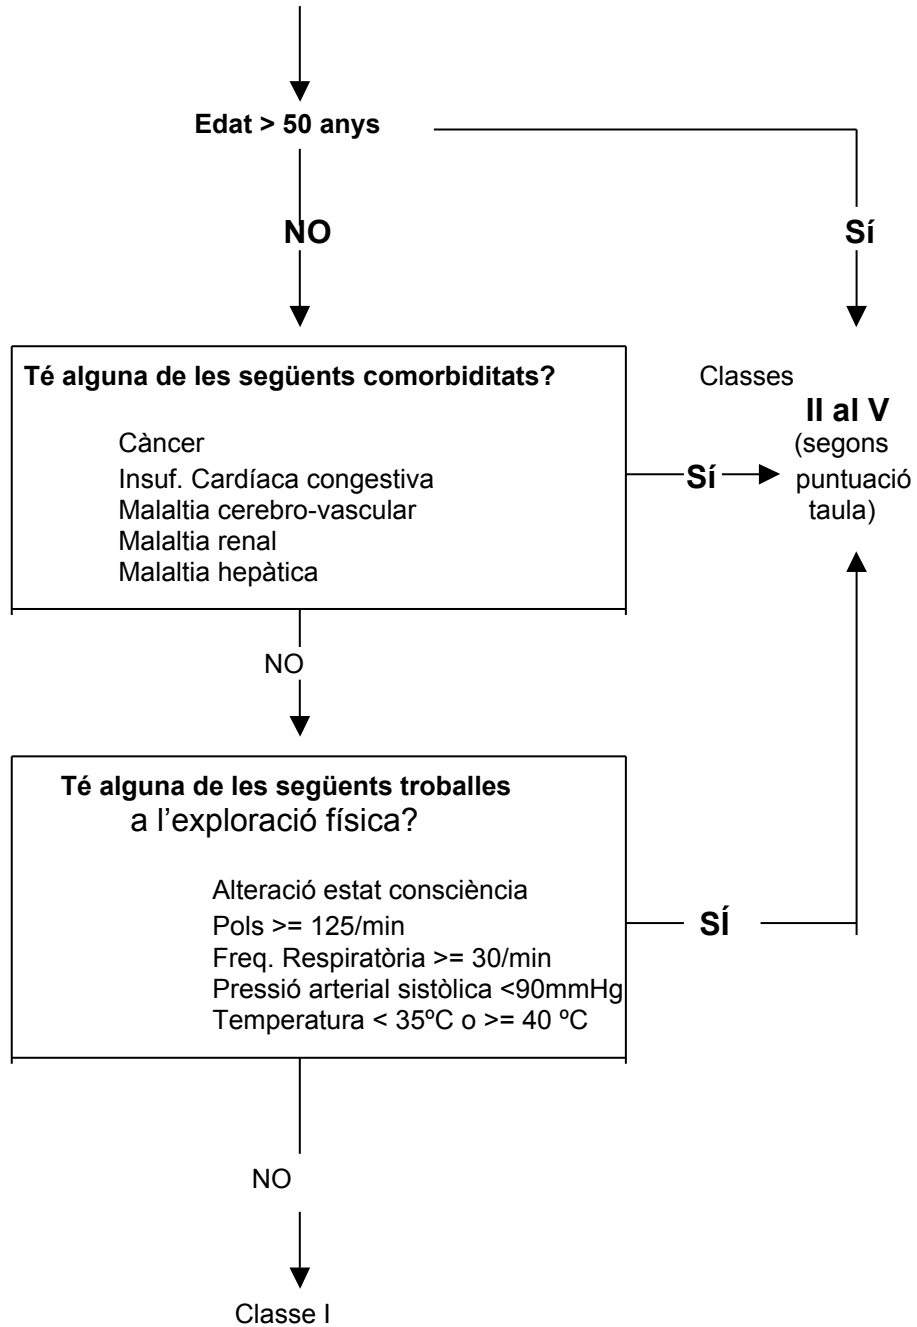 Edat > 50 anys
NO
Sí
Té alguna de les següents comorbiditats?
Càncer
Insuf. Cardíaca congestiva
Malaltia cerebro-vascular
Malaltia renal
Malaltia hepàtica
Sí
Classes
II al V
(segons
puntuació
taula)
NO
Té alguna de les següents troballes
a l’exploració física?
Alteració estat consciència
Pols >= 125/min
Freq. Respiratòria >= 30/min
Pressió arterial sistòlica <90mmHg
Temperatura < 35ºC o >= 40 ºC
SÍ
NO
Classe I